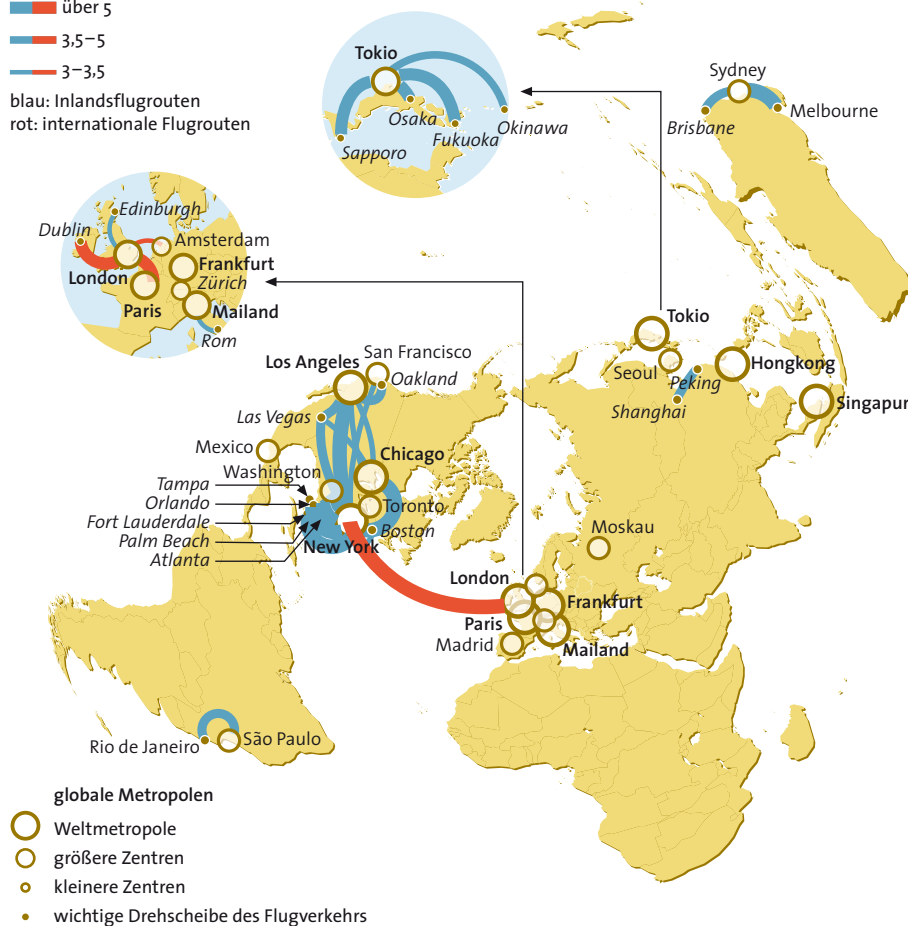 über 5
3,5–5
3–3,5
blau: Inlandsflugrouten
rot: internationale Flugrouten
Tokio
Osaka
Fukuoka
Okinawa
Sapporo
Sydney
Brisbane
Melbourne
Edinburgh
Dublin
Amsterdam
London
Frankfurt
Zürich
Paris
Mailand
Rom
Tokio
Seoul
Peking
Shanghai
Hongkong
Singapur
San Francisco
Los Angeles
Oakland
Las Vegas
Mexico
Chicago
Washington
Tampa
Orlando
Toronto
Fort Lauderdale
Boston
Palm Beach
New York
Atlanta
Moskau
London
Frankfurt
Paris
Madrid
Mailand
Rio de Janeiro
São Paulo
globale Metropolen
Weltmetropole
größere Zentren
kleinere Zentren
wichtige Drehscheibe des Flugverkehrs